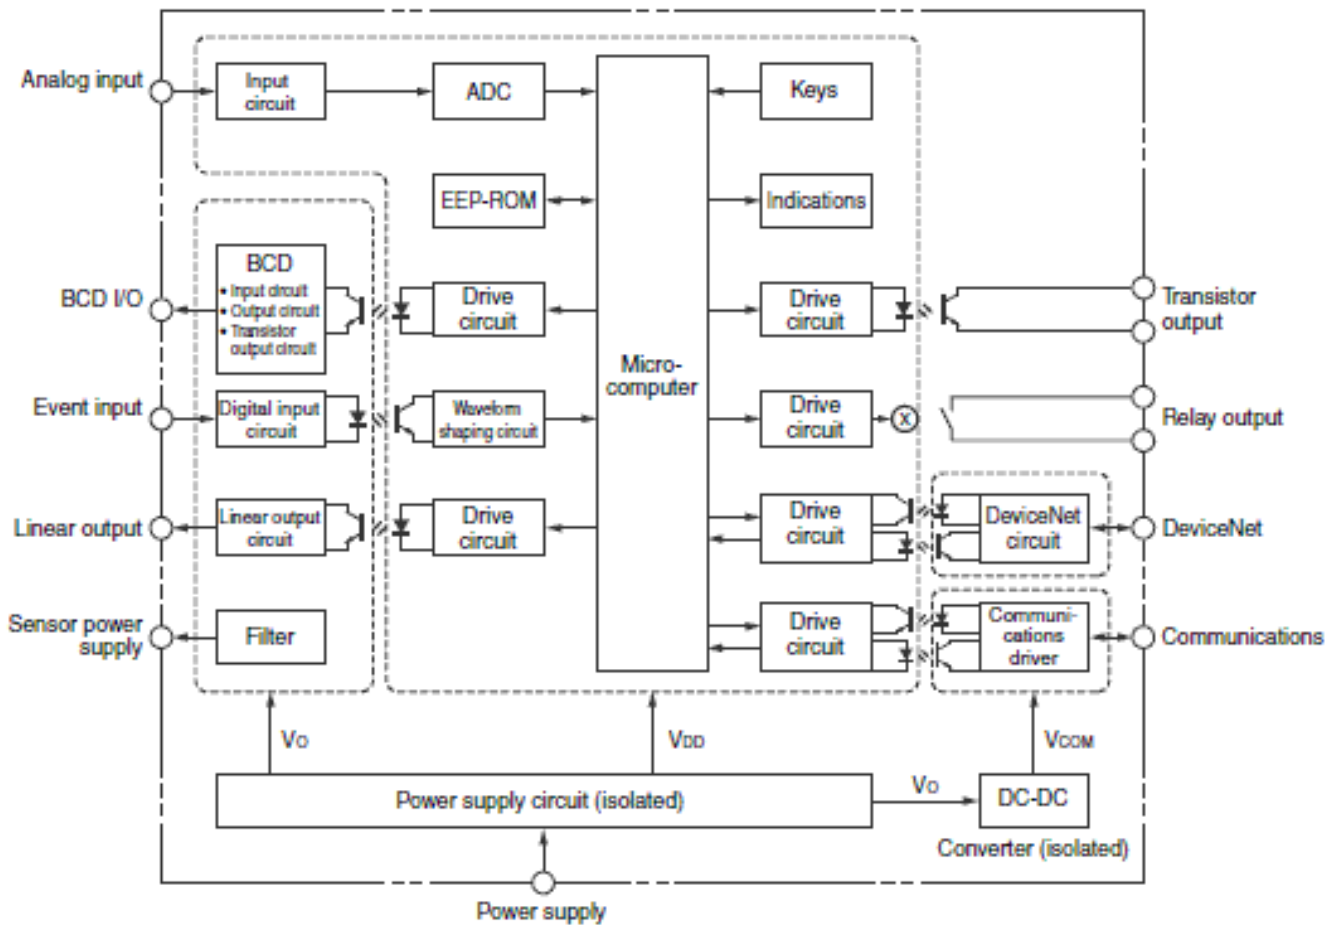 Analog input
Input
circuit
ADC
Keys
EEP-ROM
Indications
BCD
• Input circuit
• Output circuit
• Transistor
output circuit
BCD I/O
Drive
circuit
Drive
circuit
Transistor
output
Micro-
computer
Event input
Digital input
circuit
Waveform
shaping circuit
Drive
circuit
X
Relay output
Linear output
Linear output
circuit
Drive
circuit
Drive
circuit
DeviceNet
circuit
DeviceNet
Sensor power
supply
Filter
Drive
circuit
Communi-
cations
driver
Communications
VO
VDD
VCOM
Power supply circuit (isolated)
VO
DC-DC
Converter (isolated)
Power supply